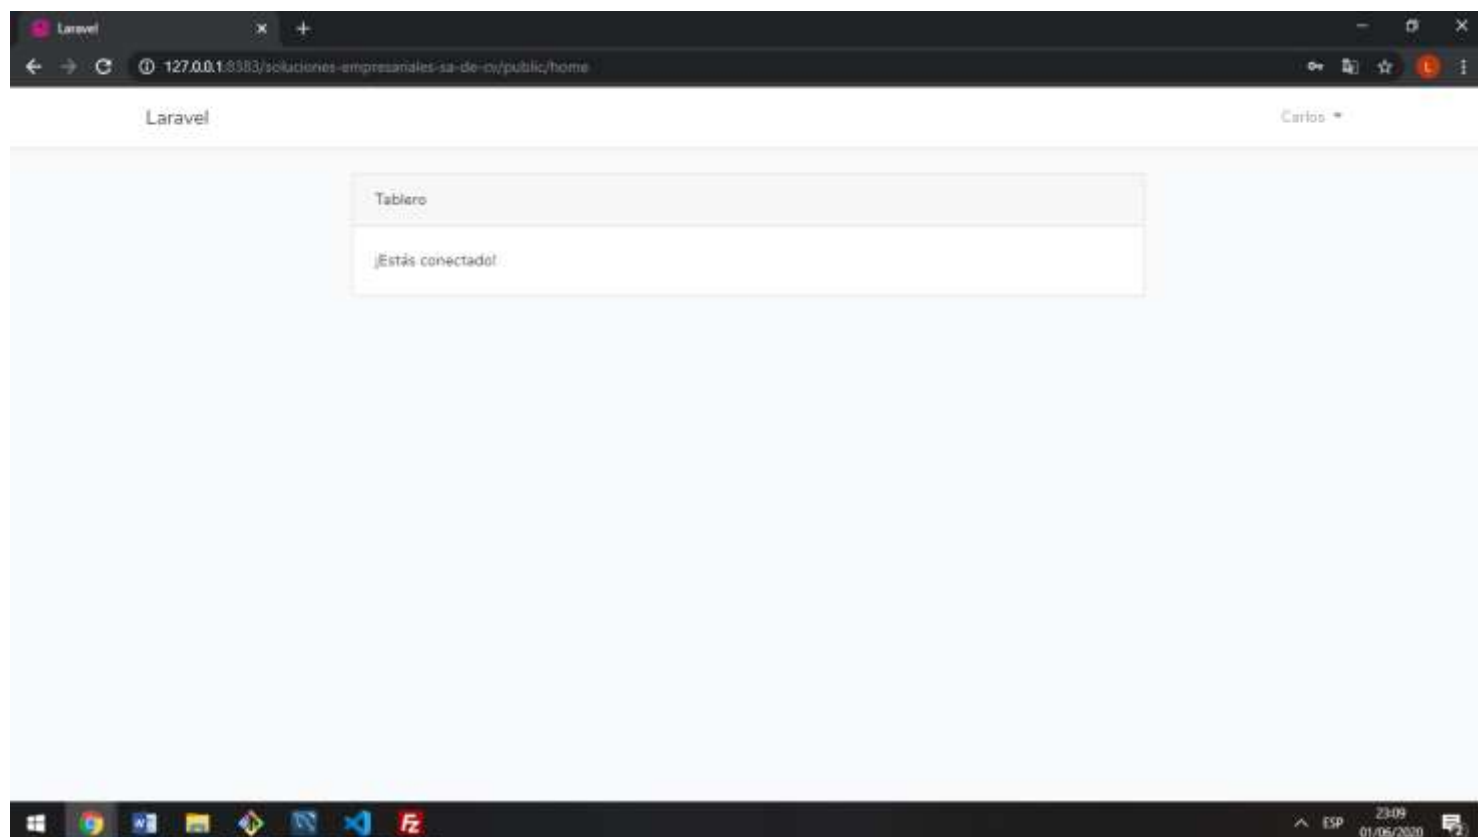 Laravel
127.0.0.1:8383/soluciones-empresariales-sa-de-cv/public/home
L
Laravel
Carlos
Tablero
¡Estás conectado!
ESP
23:09
01/06/2020